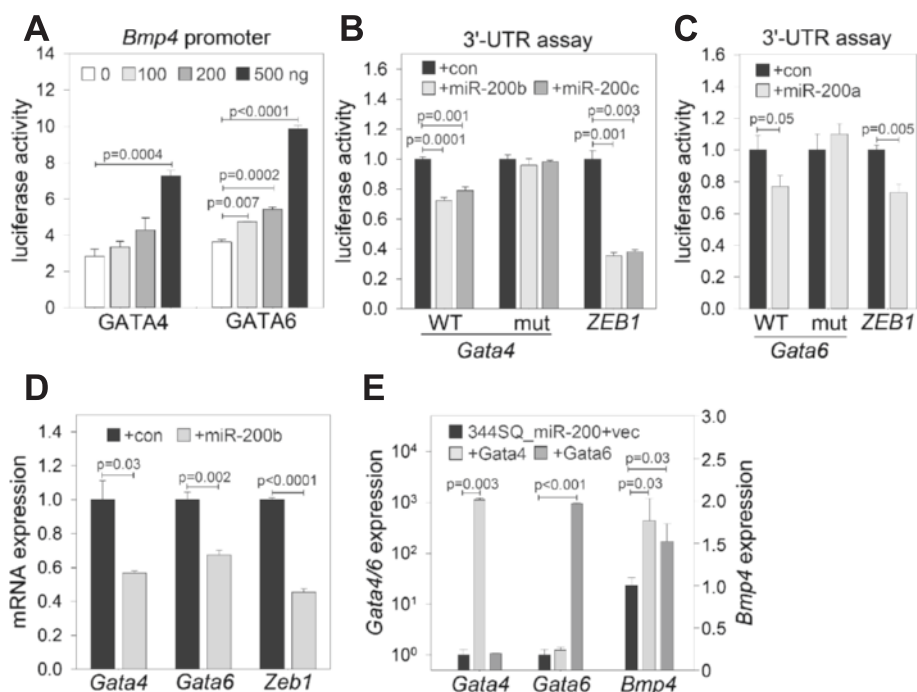 A
Bmp4 promoter
0 100 200 500 ng
luciferase activity
14
12
10
8
6
4
2
0
p<0.0001
p=0.0004
p=0.0002
p=0.007
GATA4 GATA6
B
3'-UTR assay
+con
+miR-200b +miR-200c
luciferase activity
1.6
1.4
1.2
1.0
0.8
0.6
0.4
0.2
0.0
p=0.001
p=0.0001
p=0.003
p=0.001
WT mut ZEB1
Gata4
C
3'-UTR assay
+con
+miR-200a
luciferase activity
1.6
1.4
1.2
1.0
0.8
0.6
0.4
0.2
0.0
p=0.05
p=0.005
WT mut ZEB1
Gata6
D
+con +miR-200b
mRNA expression
1.4
1.2
1.0
0.8
0.6
0.4
0.2
0.0
p=0.03
p=0.002
p<0.0001
Gata4 Gata6 Zeb1
E
344SQ_miR-200+vec
+Gata4 +Gata6
Gata4/6 expression
10⁴
10³
10²
10¹
10⁰
p=0.003
p<0.001
p=0.03
p=0.03
3.0
2.5
2.0
1.5
1.0
0.5
0
Bmp4 expression
Gata4 Gata6 Bmp4